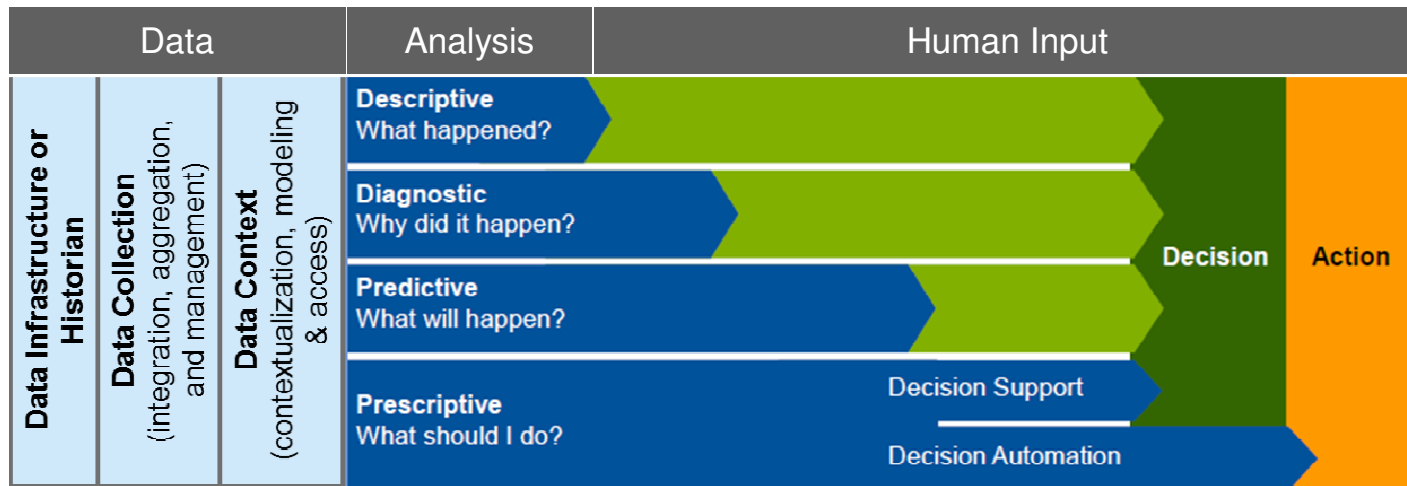 Data
Analysis
Human Input
Data Infrastructure or
Historian
Data Collection
(integration, aggregation,
and management)
Data Context
(contextualization, modeling
& access)
Descriptive
What happened?
Diagnostic
Why did it happen?
Predictive
What will happen?
Prescriptive
What should I do?
Decision Support
Decision Automation
Decision
Action